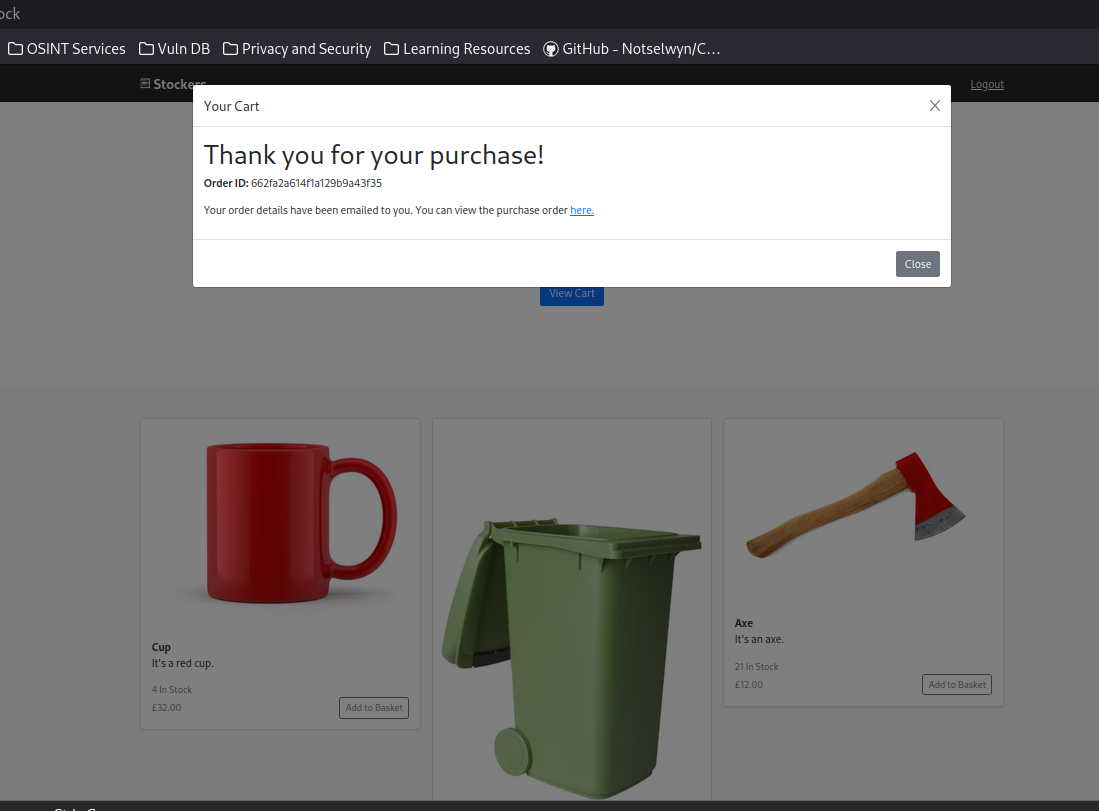 ock
OSINT Services Vuln DB Privacy and Security Learning Resources GitHub - Notselwyn/C…
Stockers Logout
Your Cart
Thank you for your purchase!
Order ID: 662fa2a614f1a129b9a43f35
Your order details have been emailed to you. You can view the purchase order here.
Close
View Cart
Cup
It's a red cup.
4 In Stock
£32.00
Add to Basket
Axe
It's an axe.
21 In Stock
£12.00
Add to Basket